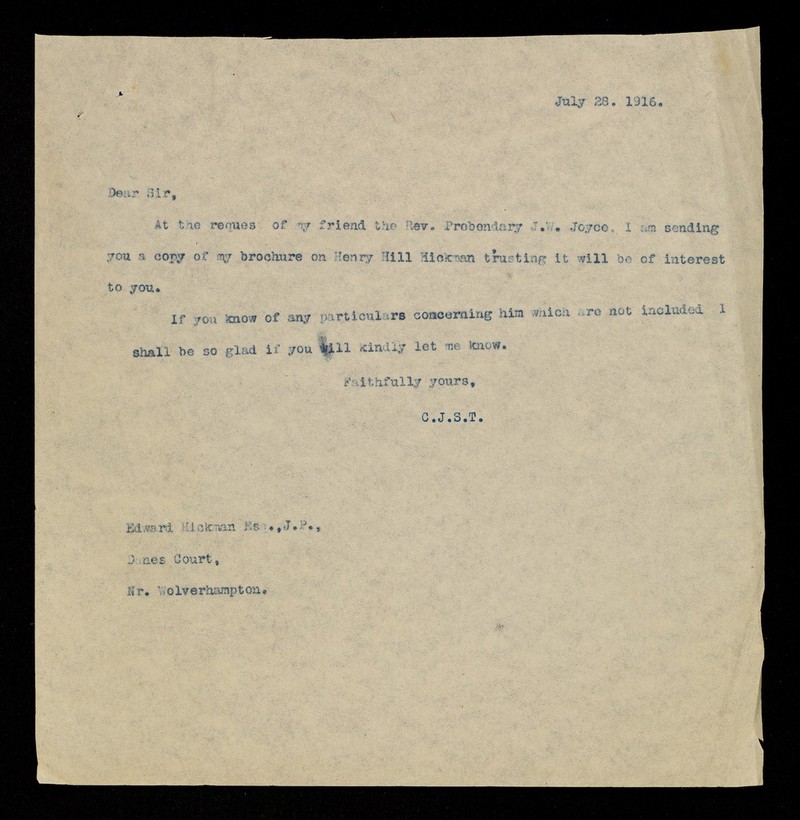 July 28. 1916.
Dear Sir,
At the reques of my friend the Rev. Prebendary J.W. Joyce, I am sending
you a copy of my brochure on Henry Hill Hickman trusting it will be of interest
to you.
If you know of any particulars concerning him which are not included I
shall be so glad if you will kindly let me know.
Faithfully yours,
C.J.S.T.
Edward Hickman Esq.,J.P.,
Danes Court,
Nr. Wolverhampton.